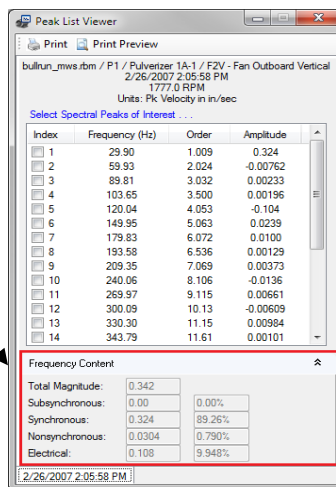 Peak List Viewer
Print Print Preview
bullrun_mws.rbm / P1 / Pulverizer 1A-1 / F2V - Fan Outboard Vertical
2/26/2007 2:05:58 PM
1777.0 RPM
Units: Pk Velocity in in/sec
Select Spectral Peaks of Interest . . .
Index Frequency (Hz) Order Amplitude
1 29.90 1.009 0.324
2 59.93 2.024 -0.00762
3 89.81 3.032 0.00233
4 103.65 3.500 0.00196
5 120.04 4.053 -0.104
6 149.95 5.063 0.0239
7 179.83 6.072 0.0100
8 193.58 6.536 0.00129
9 209.35 7.069 0.00373
10 240.06 8.106 -0.0136
11 269.97 9.115 0.00661
12 300.09 10.13 -0.00609
13 330.30 11.15 0.00984
14 343.79 11.61 0.00101
Frequency Content
Total Magnitude: 0.342
Subsynchronous: 0.00 0.00%
Synchronous: 0.324 89.26%
Nonsynchronous: 0.0304 0.790%
Electrical: 0.108 9.948%
2/26/2007 2:05:58 PM